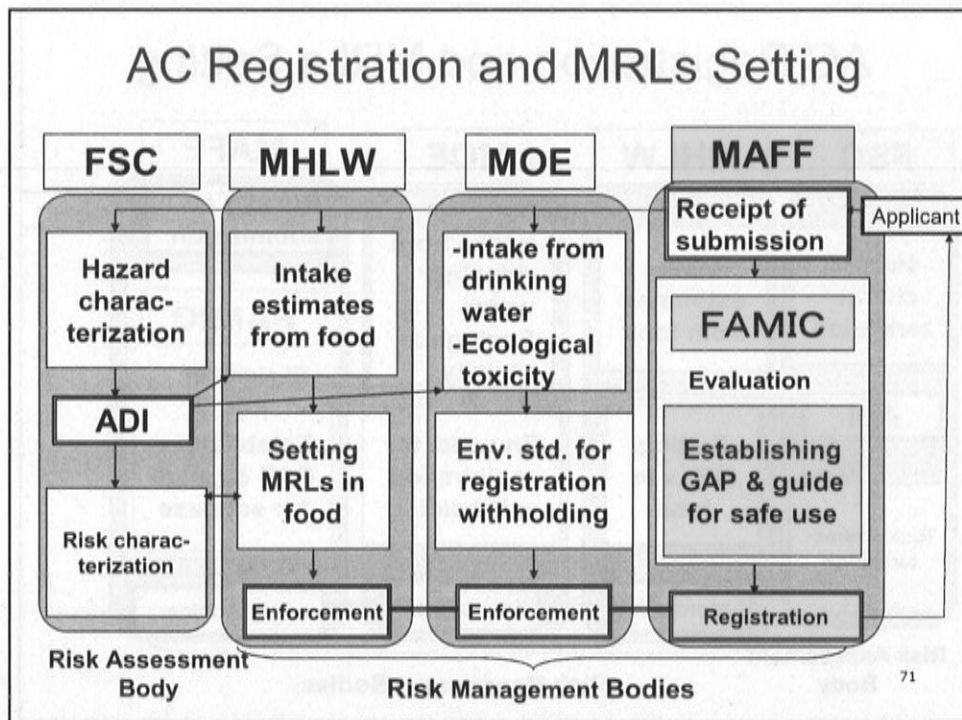 AC Registration and MRLs Setting
FSC
MHLW
MOE
MAFF
Receipt of
submission
Applicant
Hazard
charac-
terization
Intake
estimates
from food
-Intake from
drinking
water
-Ecological
toxicity
FAMIC
Evaluation
ADI
Setting
MRLs in
food
Env. std. for
registration
withholding
Establishing
GAP & guide
for safe use
Risk charac-
terization
Enforcement
Enforcement
Registration
Risk Assessment
Body
Risk Management Bodies
71